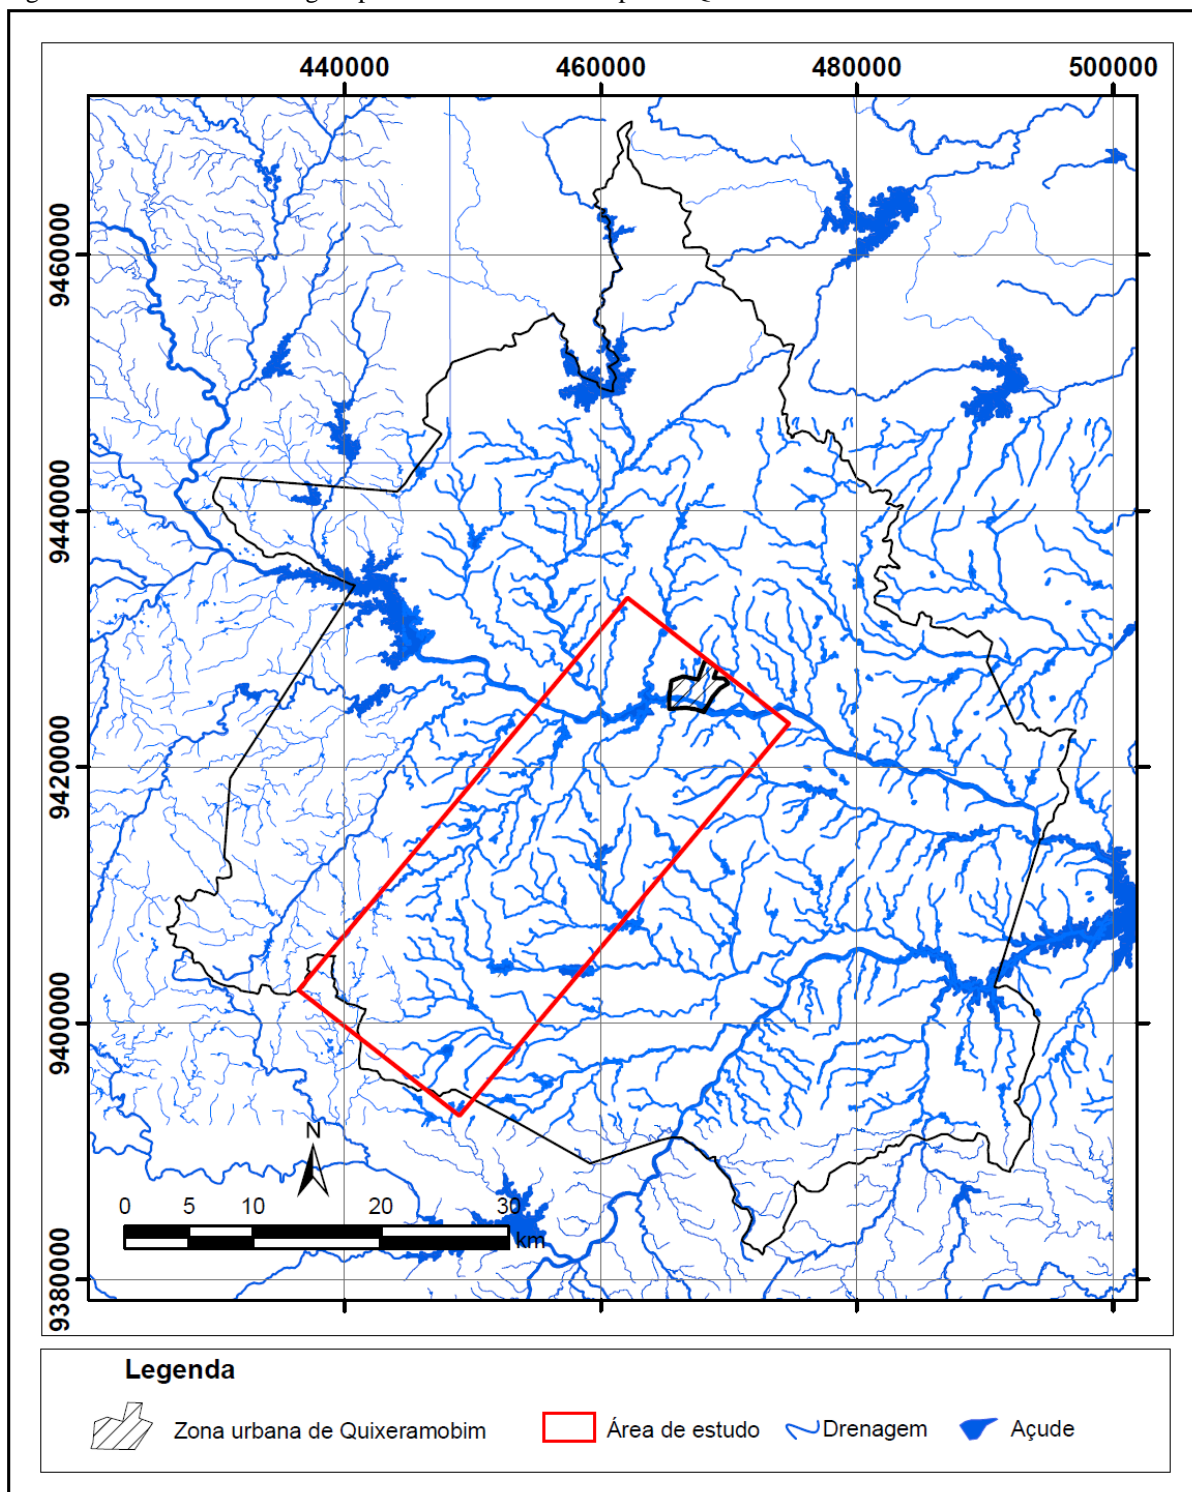 440000 460000 480000 500000
9460000
9440000
9420000
9400000
9380000
N
0 5 10 20 30
km
Legenda
Zona urbana de Quixeramobim
Área de estudo
Drenagem
Açude